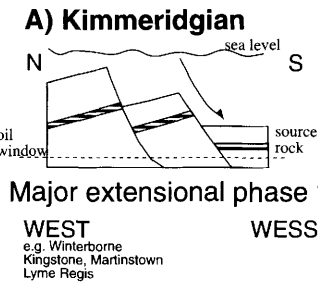 A) Kimmeridgian
sea level
N
S
oil
window
source
rock
Major extensional phase
WEST
WESS
e.g. Winterborne
Kingstone, Martinstown
Lyme Regis